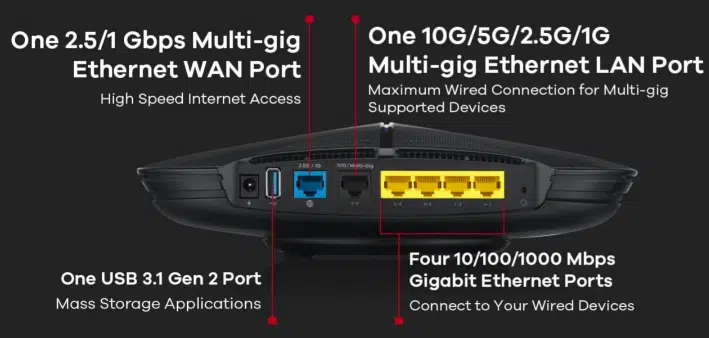 One 2.5/1 Gbps Multi-gig
Ethernet WAN Port
High Speed Internet Access
One 10G/5G/2.5G/1G
Multi-gig Ethernet LAN Port
Maximum Wired Connection for Multi-gig
Supported Devices
2.5G / 1G
10G/Multi-Gig
One USB 3.1 Gen 2 Port
Mass Storage Applications
Four 10/100/1000 Mbps
Gigabit Ethernet Ports
Connect to Your Wired Devices